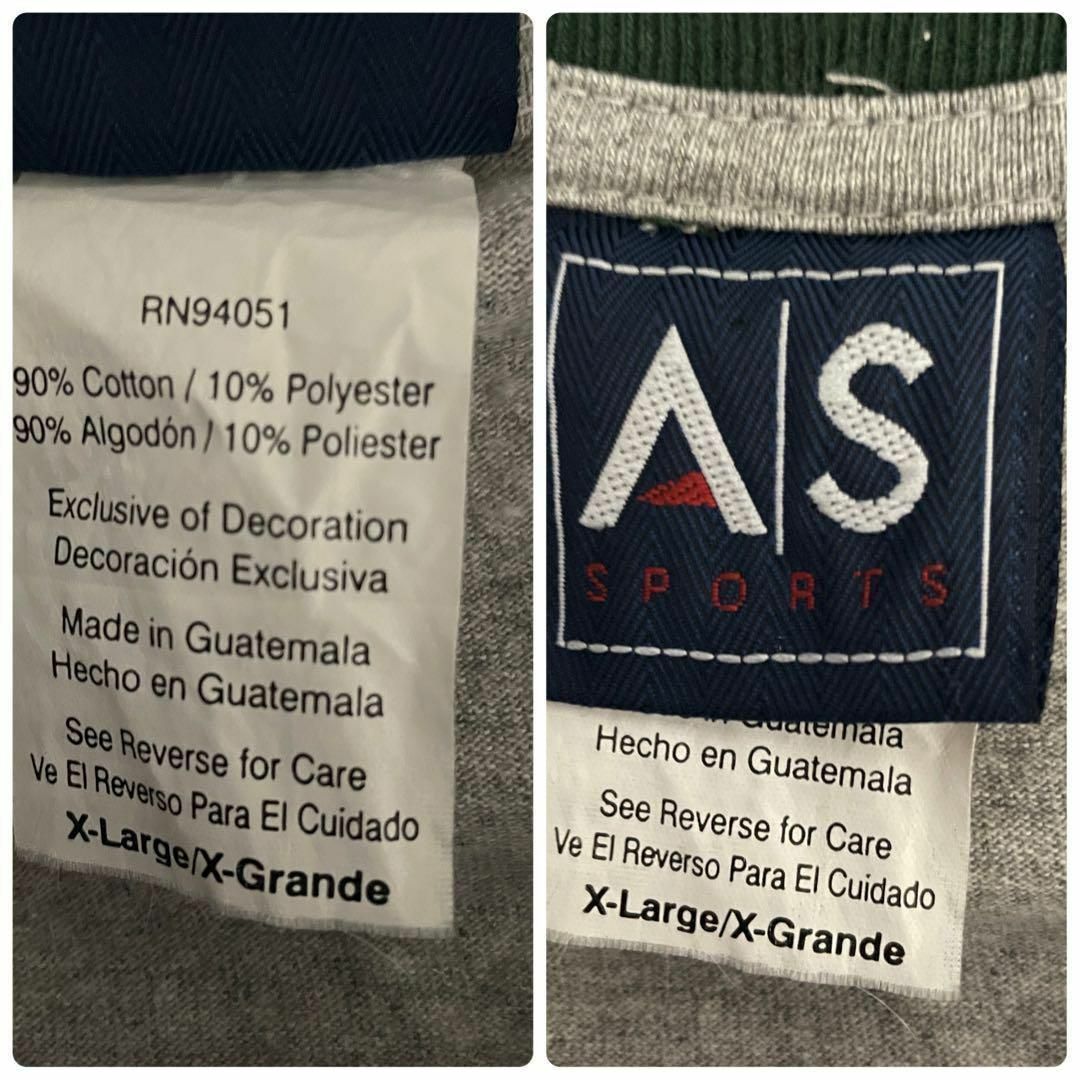 RN94051
90% Cotton / 10% Polyester
90% Algodón / 10% Poliester
Exclusive of Decoration
Decoración Exclusiva
Made in Guatemala
Hecho en Guatemala
See Reverse for Care
Ve El Reverso Para El Cuidado
X-Large/X-Grande
A|S
SPORTS
in Guatemala
Hecho en Guatemala
See Reverse for Care
Ve El Reverso Para El Cuidado
X-Large/X-Grande